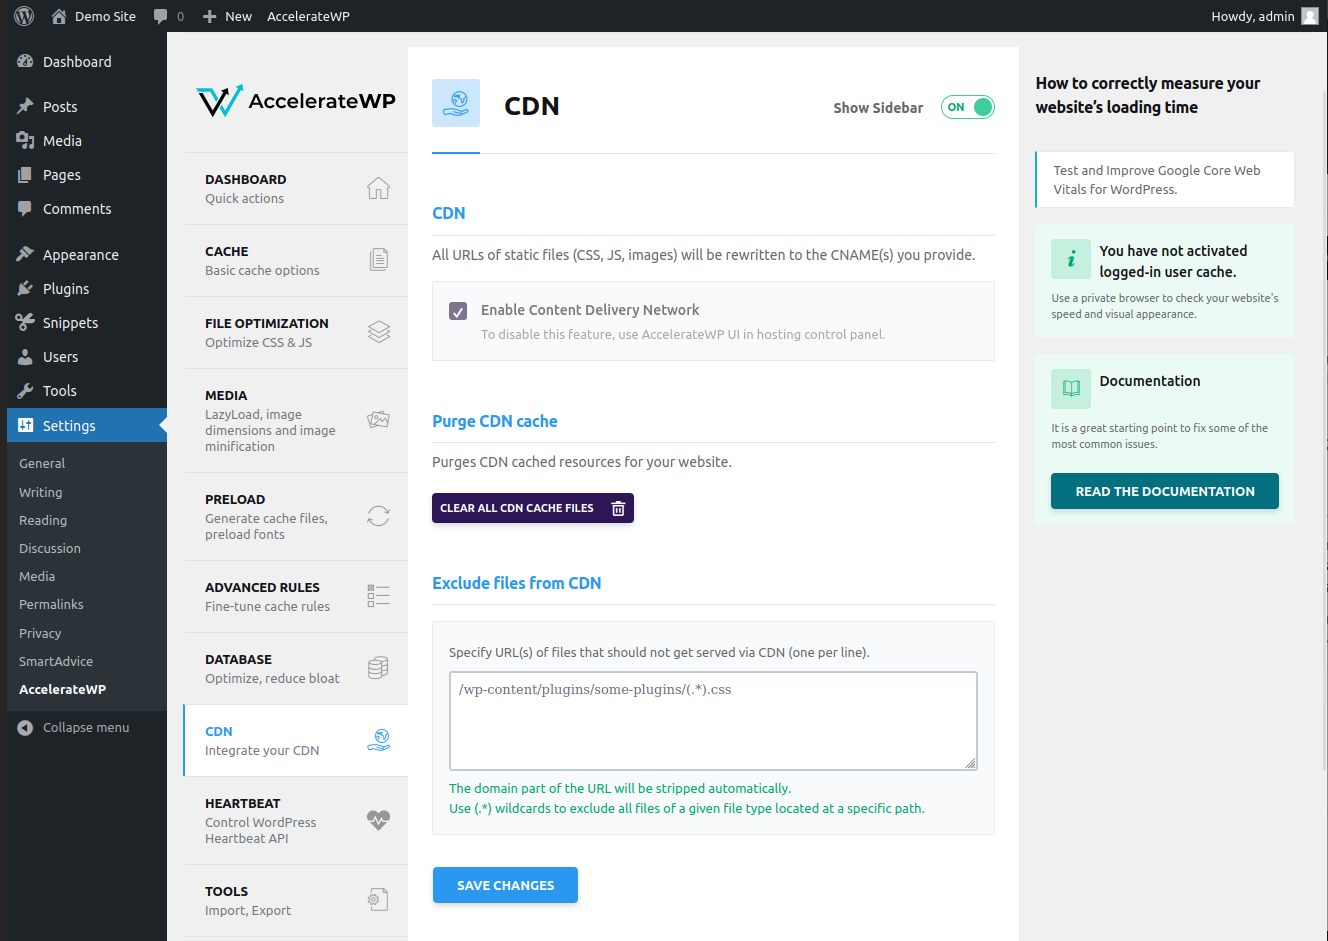 Demo Site
0
New
AccelerateWP
Howdy, admin
Dashboard
Posts
Media
Pages
Comments
Appearance
Plugins
Snippets
Users
Tools
Settings
General
Writing
Reading
Discussion
Media
Permalinks
Privacy
SmartAdvice
AccelerateWP
Collapse menu
AccelerateWP
DASHBOARD
Quick actions
CACHE
Basic cache options
FILE OPTIMIZATION
Optimize CSS & JS
MEDIA
LazyLoad, image
dimensions and image
minification
PRELOAD
Generate cache files,
preload fonts
ADVANCED RULES
Fine-tune cache rules
DATABASE
Optimize, reduce bloat
CDN
Integrate your CDN
HEARTBEAT
Control WordPress
Heartbeat API
TOOLS
Import, Export
CDN
Show Sidebar
ON
CDN
All URLs of static files (CSS, JS, images) will be rewritten to the CNAME(s) you provide.
Enable Content Delivery Network
To disable this feature, use AccelerateWP UI in hosting control panel.
Purge CDN cache
Purges CDN cached resources for your website.
CLEAR ALL CDN CACHE FILES
Exclude files from CDN
Specify URL(s) of files that should not get served via CDN (one per line).
/wp-content/plugins/some-plugins/(.*).css
The domain part of the URL will be stripped automatically.
Use (.*) wildcards to exclude all files of a given file type located at a specific path.
SAVE CHANGES
How to correctly measure your
website's loading time
Test and Improve Google Core Web
Vitals for WordPress.
You have not activated
logged-in user cache.
Use a private browser to check your website's
speed and visual appearance.
Documentation
It is a great starting point to fix some of the
most common issues.
READ THE DOCUMENTATION